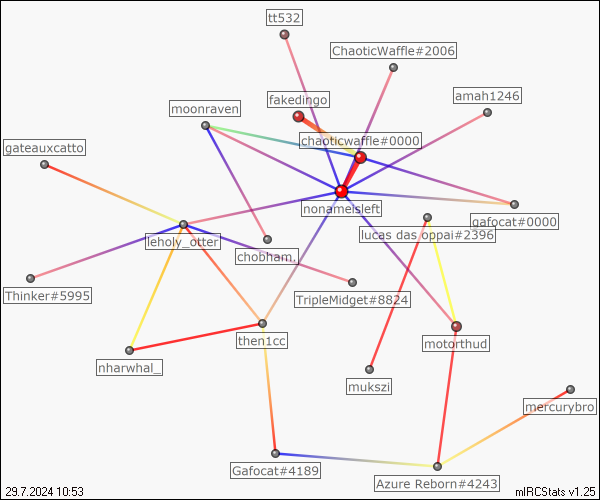 tt532
ChaoticWaffle#2006
fakedingo
amah1246
moonraven
chaoticwaffle#0000
gateauxcatto
nonameisleft
gafocat#0000
lucas das oppai#2396
leholy_otter
chobham_
Thinker#5995
TripleMidget#8824
then1cc
motorthud
nharwhal_
mukszi
mercurybro
Gafocat#4189
Azure Reborn#4243
29.7.2024 10:53
mIRCStats v1.25